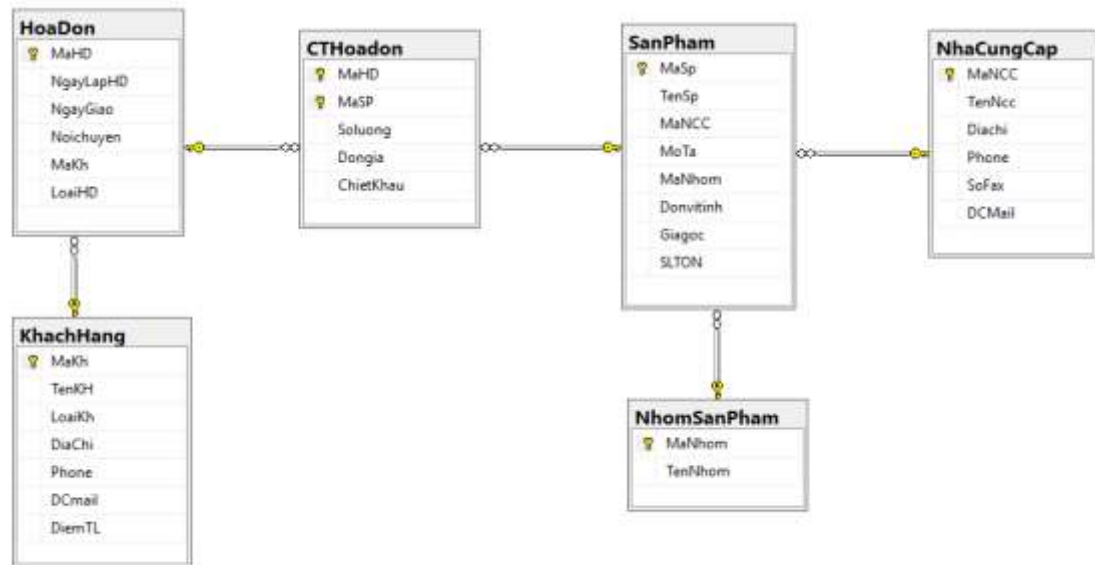 HoaDon
MaHD
NgayLapHD
NgayGiao
Noichuyen
MaKh
LoaiHD
CTHoadon
MaHD
MaSP
Soluong
Dongia
ChietKhau
SanPham
MaSp
TenSp
MaNCC
MoTa
MaNhom
Donvitinh
Giagoc
SLTON
NhaCungCap
MaNCC
TenNcc
Diachi
Phone
SoFax
DCMail
KhachHang
MaKh
TenKH
LoaiKh
DiaChi
Phone
DCmail
DiemTL
NhomSanPham
MaNhom
TenNhom